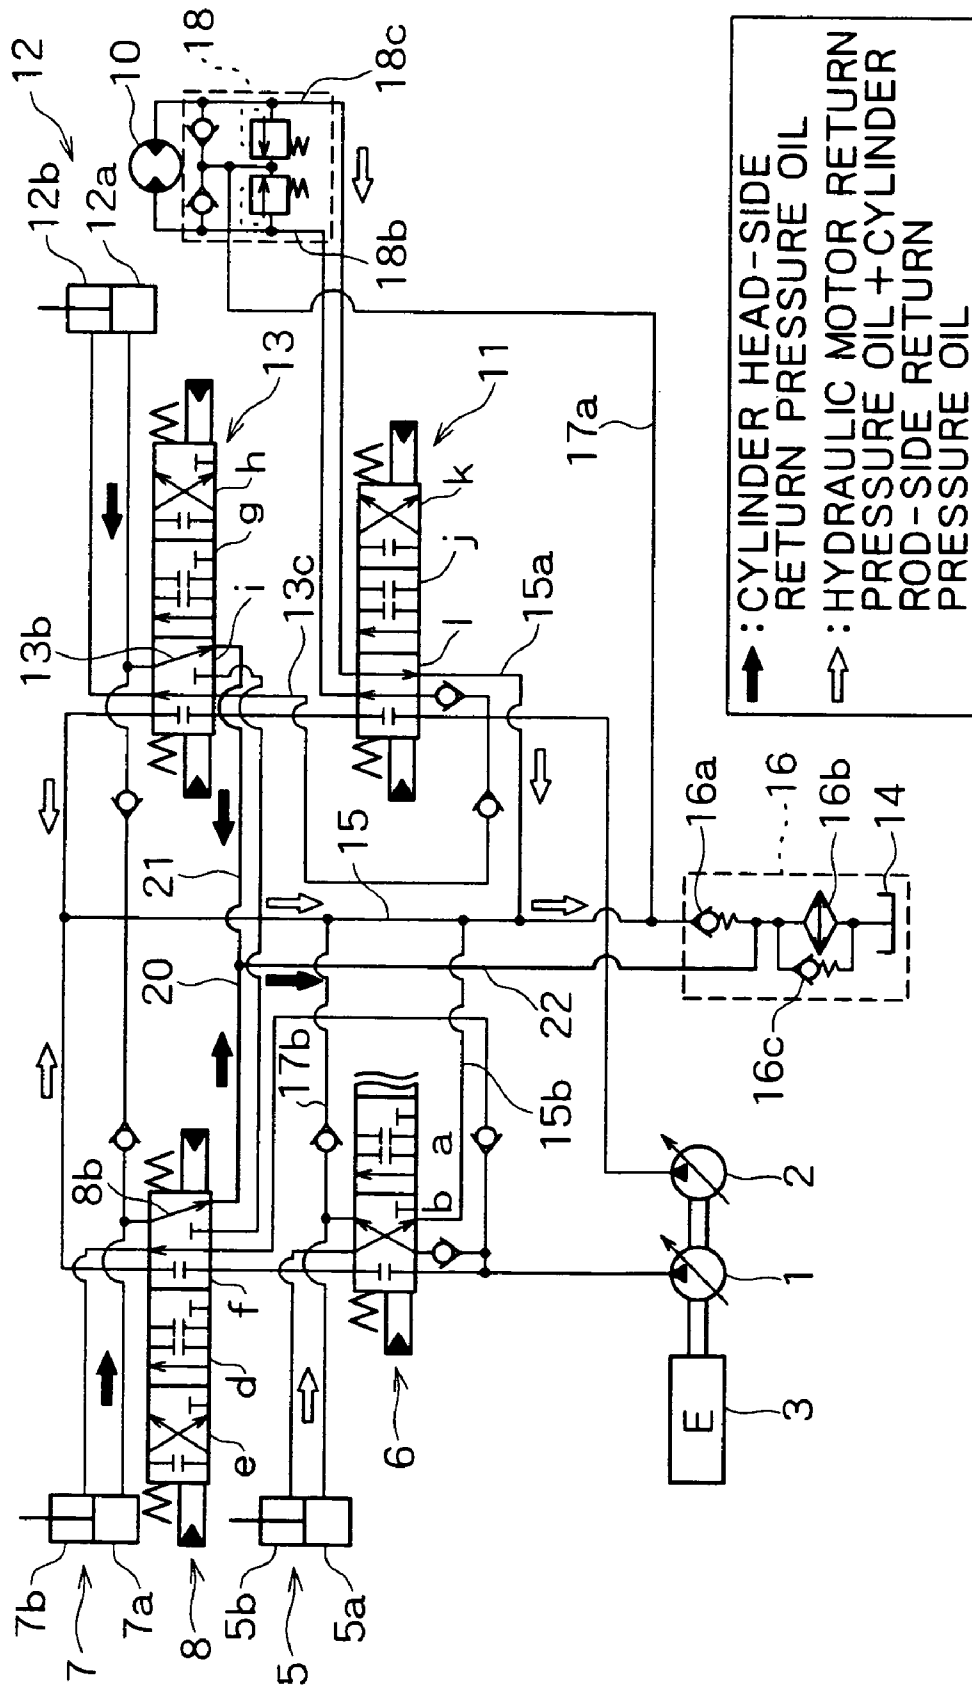 12
12b
12a
10
18
18c
18b
13
13b
h
g
i
13c
11
k
j
l
15a
17a
21
20
15
22
17b
15b
16a
16
16b
14
16c
8b
f
d
e
a
b
7b
7
7a
8
5b
5
5a
6
2
1
E
3
: CYLINDER HEAD-SIDE
RETURN PRESSURE OIL
: HYDRAULIC MOTOR RETURN
PRESSURE OIL+CYLINDER
ROD-SIDE RETURN
PRESSURE OIL